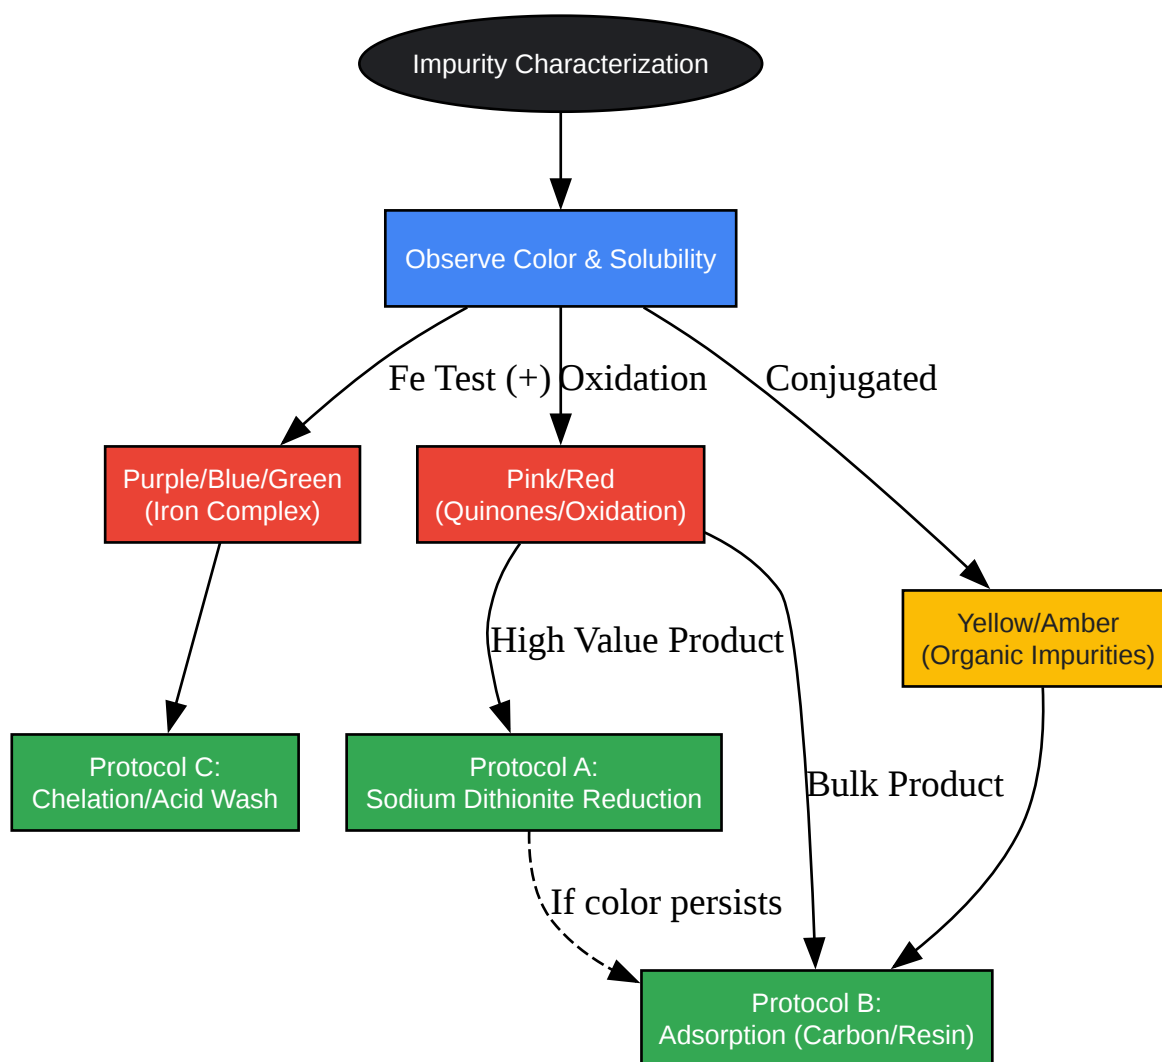 Impurity Characterization
Observe Color & Solubility
Fe Test (+)
Oxidation
Conjugated
Purple/Blue/Green
(Iron Complex)
Pink/Red
(Quinones/Oxidation)
Yellow/Amber
(Organic Impurities)
High Value Product
Protocol C:
Chelation/Acid Wash
Protocol A:
Sodium Dithionite Reduction
Bulk Product
If color persists
Protocol B:
Adsorption (Carbon/Resin)